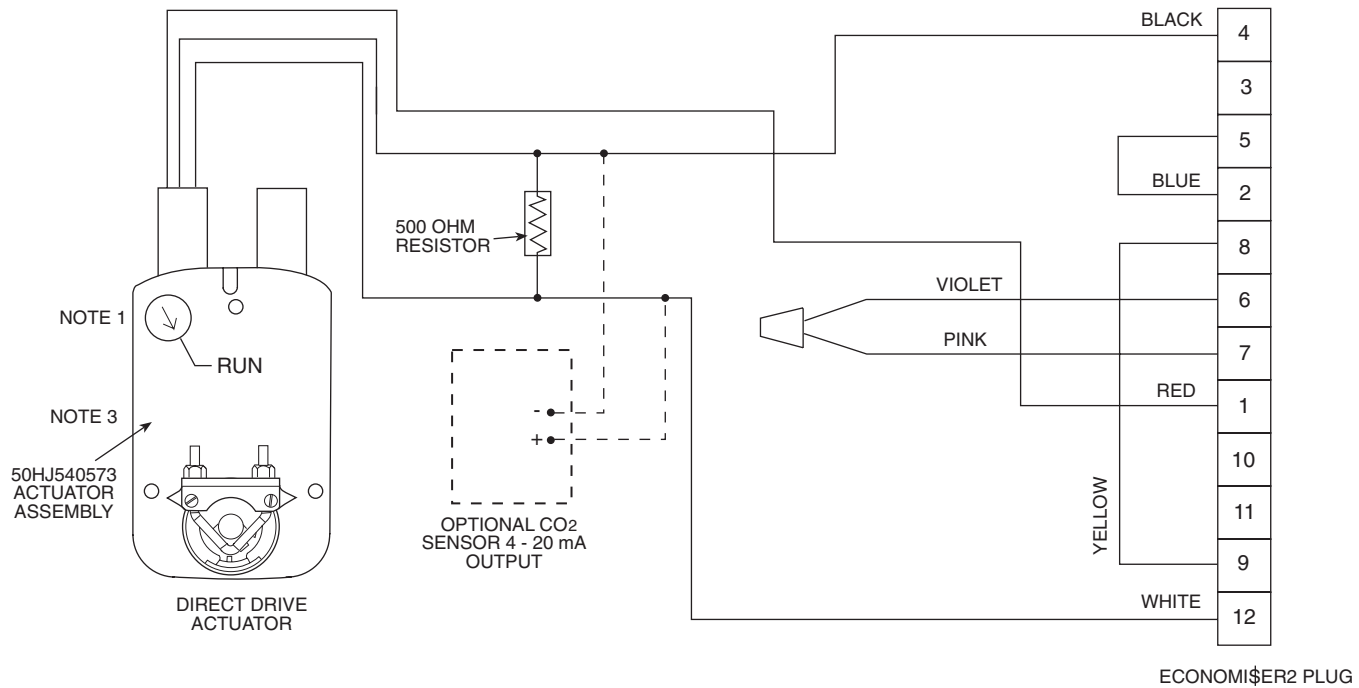 BLACK
4
3
5
BLUE
2
8
500 OHM
RESISTOR
VIOLET
6
NOTE 1
RUN
PINK
7
RED
1
NOTE 3
-
+
10
50HJ540573
ACTUATOR
ASSEMBLY
YELLOW
11
OPTIONAL CO2
SENSOR 4 - 20 mA
OUTPUT
9
DIRECT DRIVE
ACTUATOR
WHITE
12
ECONOMI$ER2 PLUG